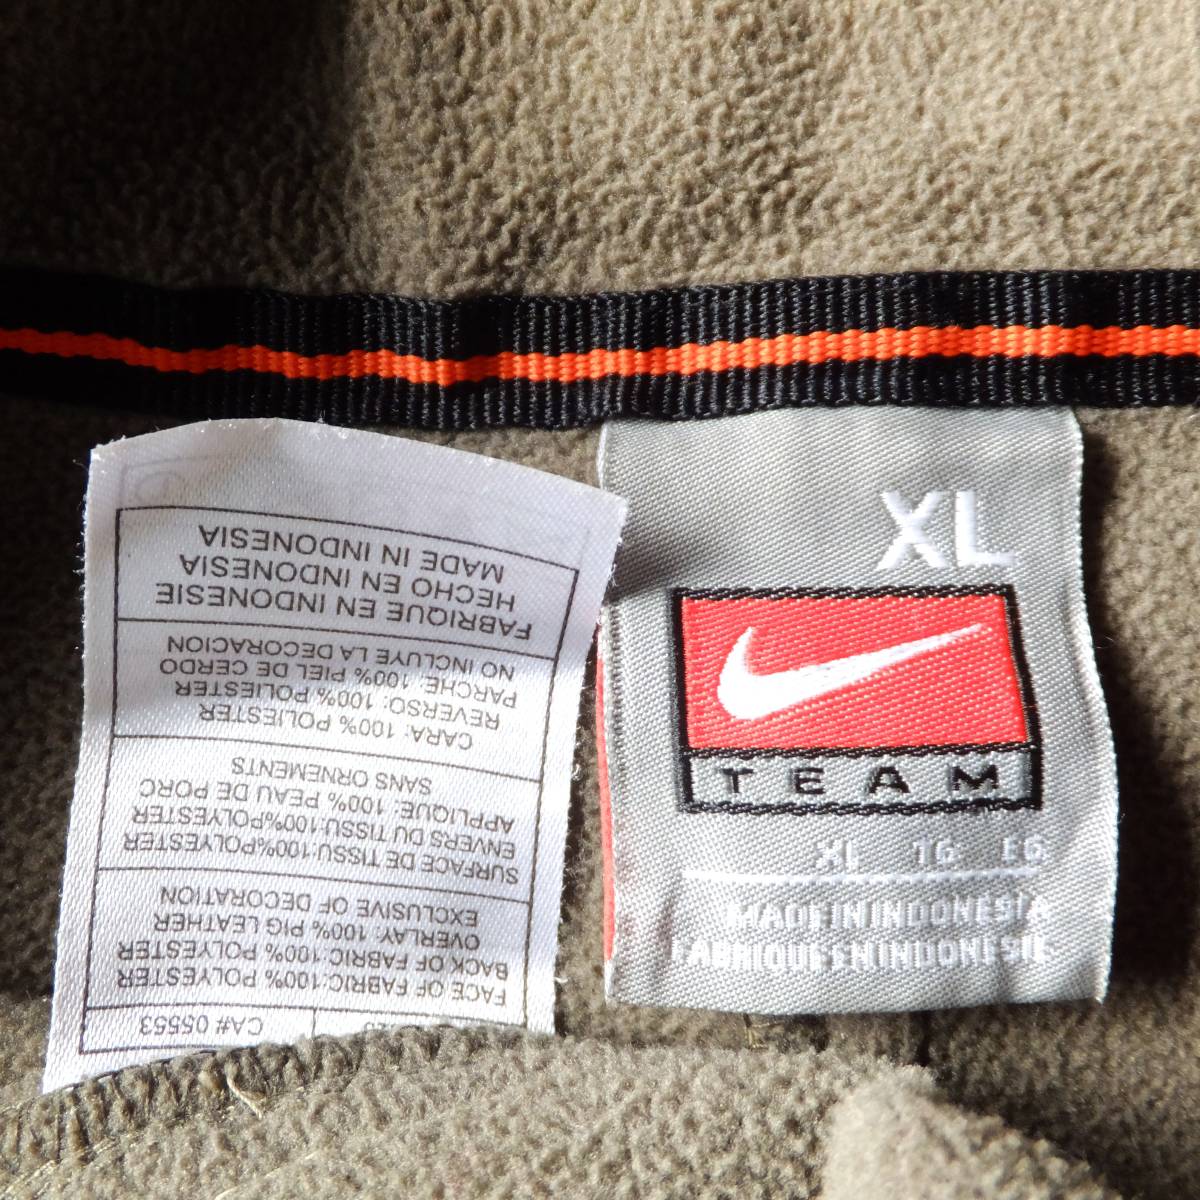 CA# 05553
FACE OF FABRIC:100% POLYESTER
BACK OF FABRIC:100% POLYESTER
OVERLAY: 100% PIG LEATHER
EXCLUSIVE OF DECORATION
SURFACE DE TISSU:100%POLYESTER
ENVERS DU TISSU:100%POLYESTER
APPLIQUE: 100% PEAU DE PORC
SANS ORNEMENTS
CARA: 100% POLIESTER
REVERSO: 100% POLIESTER
PARCHE: 100% PIEL DE CERDO
NO INCLUYE LA DECORACION
FABRIQUE EN INDONESIE
HECHO EN INDONESIA
MADE IN INDONESIA
XL
TEAM
XL TG EG
MADE IN INDONESIA
FABRIQUE EN INDONESIE